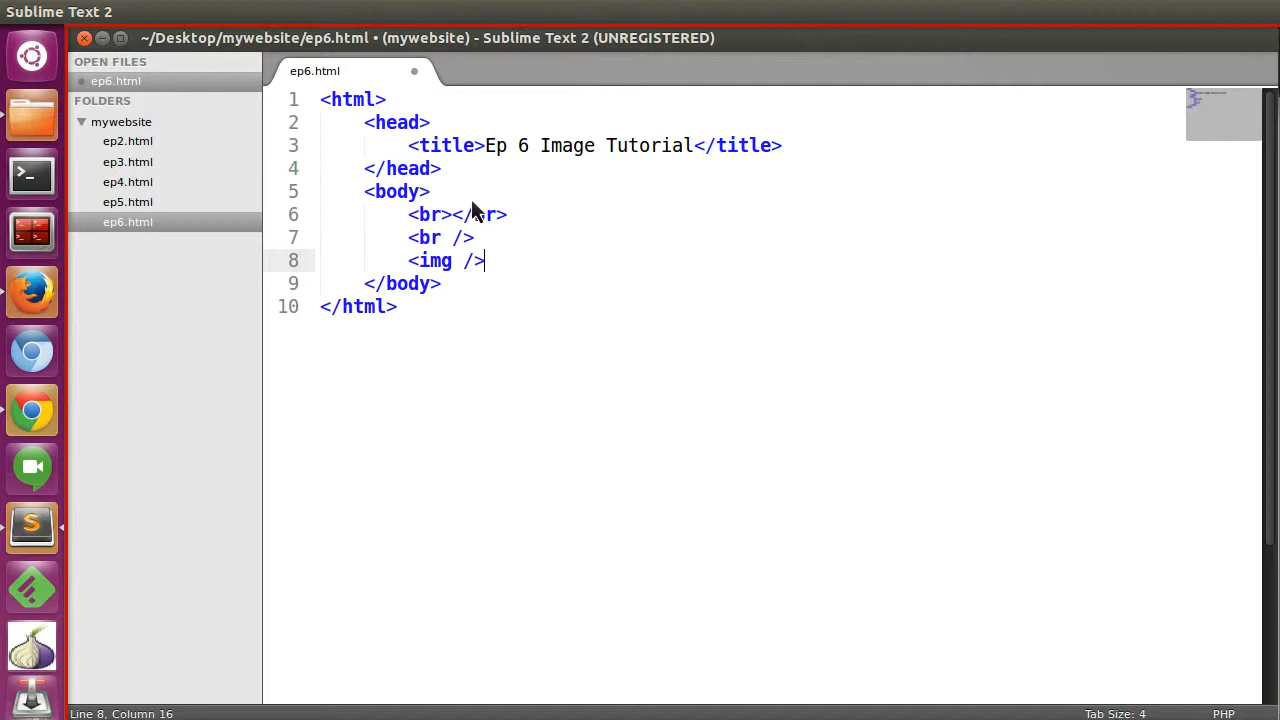 Sublime Text 2
~/Desktop/mywebsite/ep6.html • (mywebsite) - Sublime Text 2 (UNREGISTERED)
OPEN FILES
ep6.html
FOLDERS
mywebsite
ep2.html
ep3.html
ep4.html
ep5.html
ep6.html
ep6.html
1 <html>
2 <head>
3 <title>Ep 6 Image Tutorial</title>
4 </head>
5 <body>
6 <br></br>
7 <br />
8 <img />
9 </body>
10 </html>
Line 8, Column 16
Tab Size: 4
PHP